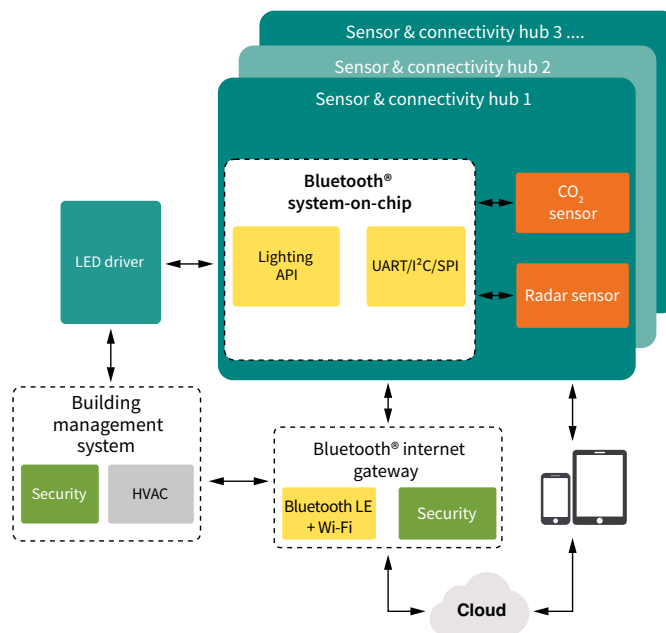 Sensor & connectivity hub 3 ....
Sensor & connectivity hub 2
Sensor & connectivity hub 1
Bluetooth®
system-on-chip
Lighting
API
UART/I²C/SPI
CO₂
sensor
Radar sensor
LED driver
Building
management
system
Security
HVAC
Bluetooth® internet
gateway
Bluetooth LE
+ Wi-Fi
Security
Cloud